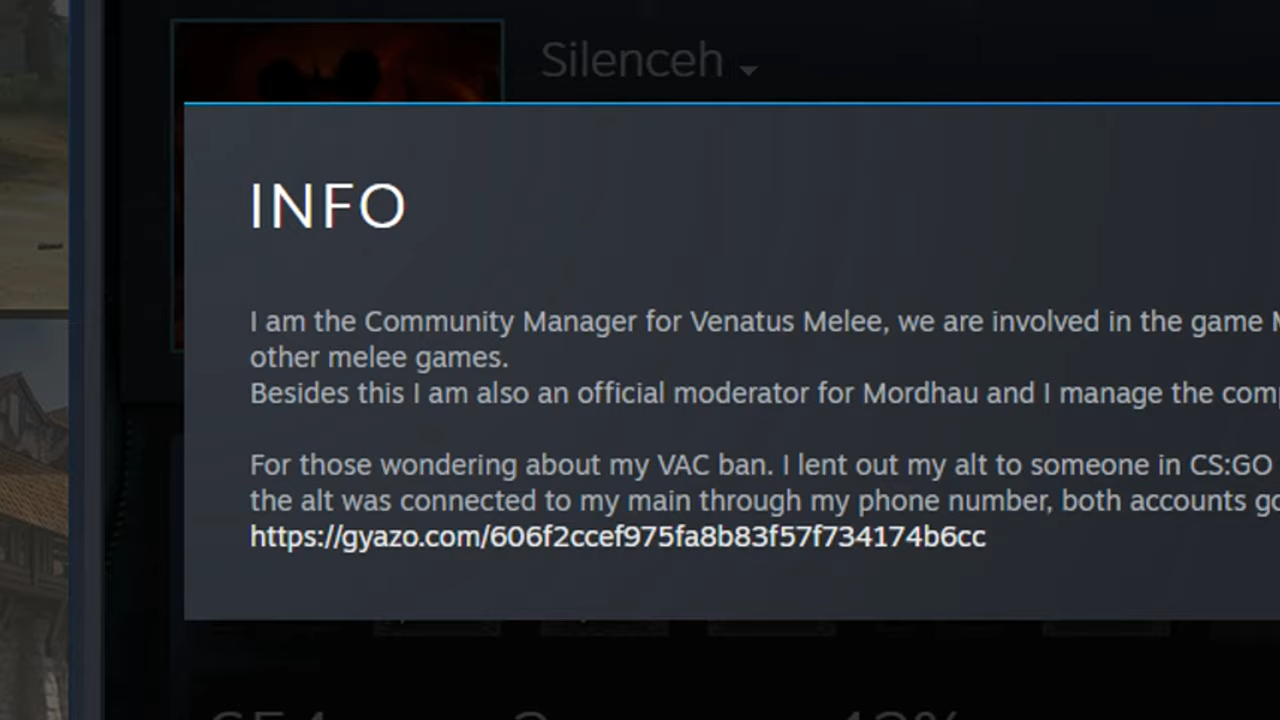 Silenceh
INFO
I am the Community Manager for Venatus Melee, we are involved in the game
other melee games.
Besides this I am also an official moderator for Mordhau and I manage the
For those wondering about my VAC ban. I lent out my alt to someone in CS:GO
the alt was connected to my main through my phone number, both accounts
https://gyazo.com/606f2ccef975fa8b83f57f734174b6cc